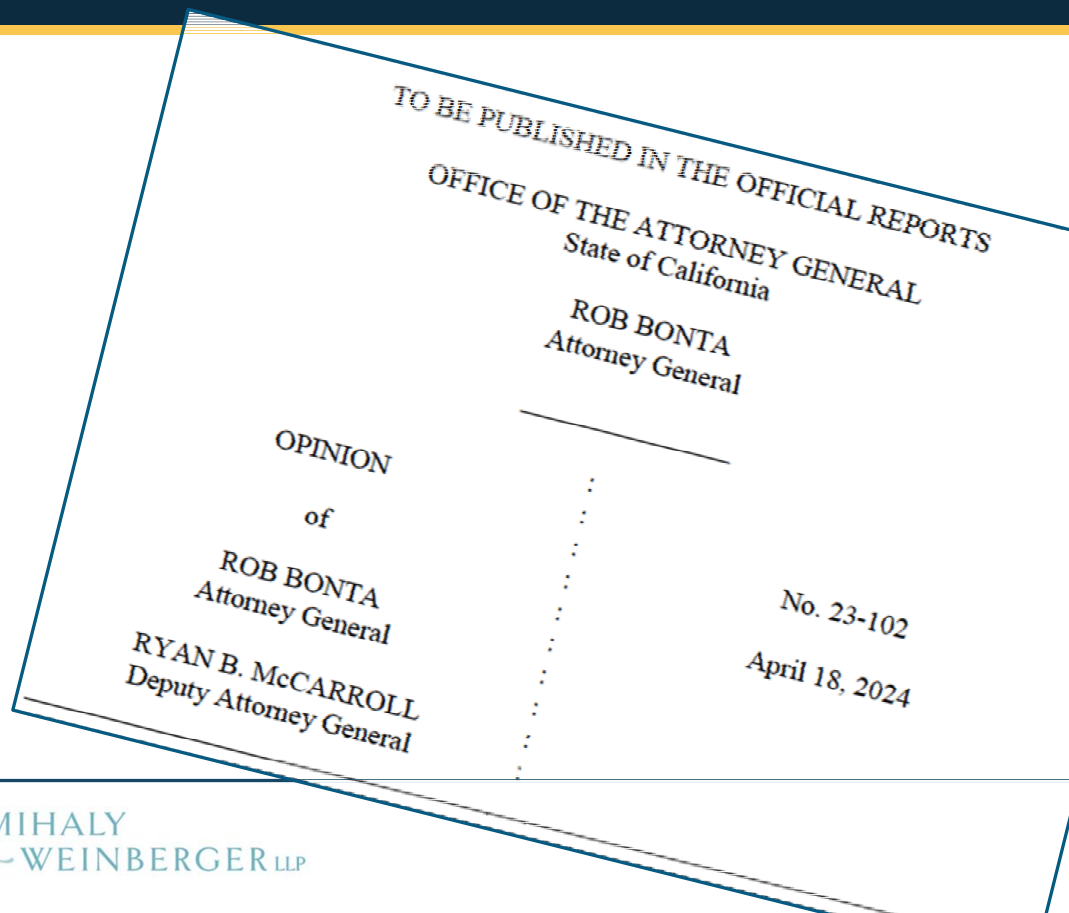 TO BE PUBLISHED IN THE OFFICIAL REPORTS
OFFICE OF THE ATTORNEY GENERAL
State of California
ROB BONTA
Attorney General
OPINION
of
ROB BONTA
Attorney General
RYAN B. McCARROLL
Deputy Attorney General
:
:
:
:
:
:
:
:
:
:
No. 23-102
April 18, 2024
MIHALY
WEINBERGER LLP